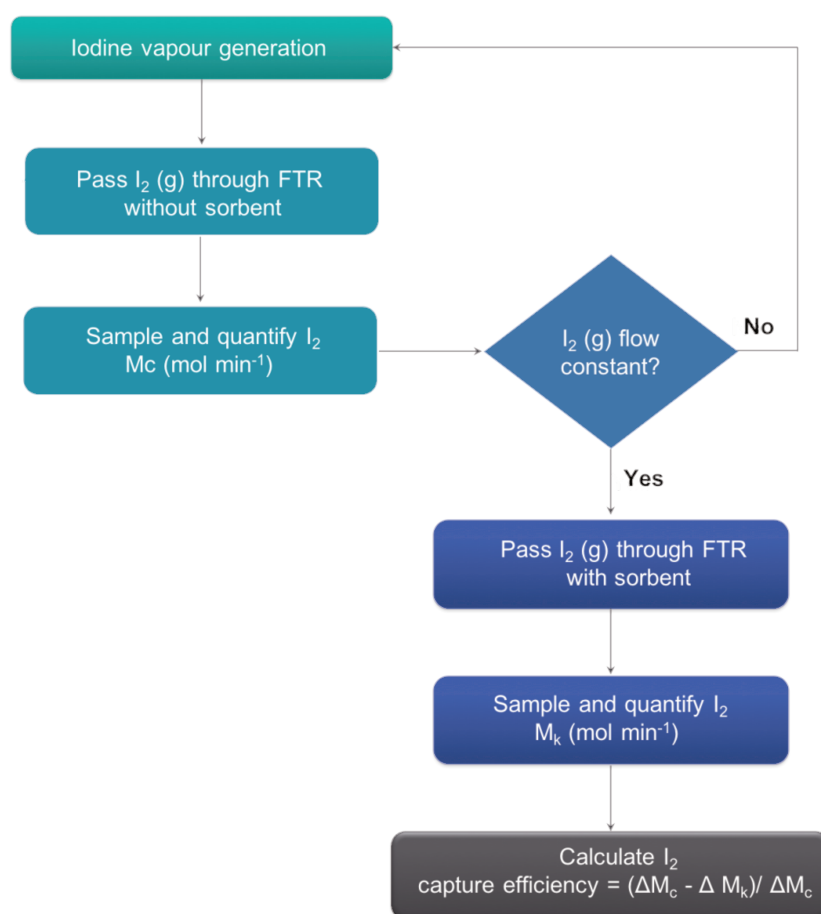 Iodine vapour generation
Pass I₂ (g) through FTR
without sorbent
Sample and quantify I₂
Mc (mol min⁻¹)
I₂ (g) flow
constant?
No
Yes
Pass I₂ (g) through FTR
with sorbent
Sample and quantify I₂
Mₖ (mol min⁻¹)
Calculate I₂
capture efficiency = (ΔM꜀ - Δ Mₖ)/ ΔM꜀